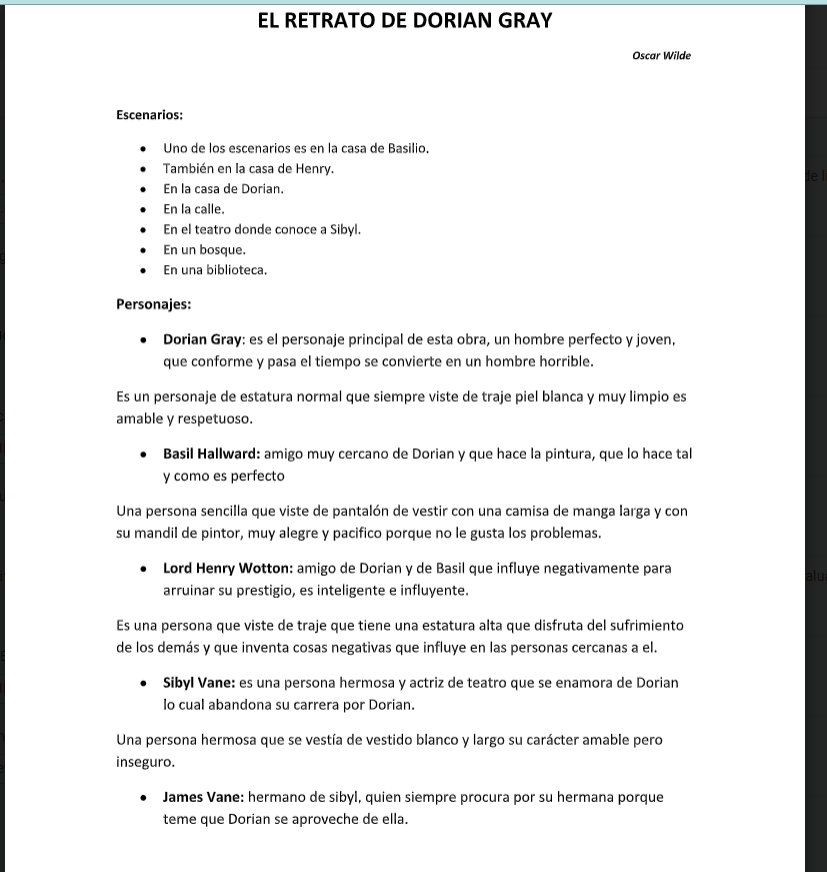 EL RETRATO DE DORIAN GRAY
Oscar Wilde
Escenarios:
• Uno de los escenarios es en la casa de Basilio.
• También en la casa de Henry.
• En la casa de Dorian.
• En la calle.
• En el teatro donde conoce a Sibyl.
• En un bosque.
• En una biblioteca.
Personajes:
• Dorian Gray: es el personaje principal de esta obra, un hombre perfecto y joven,
que conforme y pasa el tiempo se convierte en un hombre horrible.
Es un personaje de estatura normal que siempre viste de traje piel blanca y muy limpio es
amable y respetuoso.
• Basil Hallward: amigo muy cercano de Dorian y que hace la pintura, que lo hace tal
y como es perfecto
Una persona sencilla que viste de pantalón de vestir con una camisa de manga larga y con
su mandil de pintor, muy alegre y pacifico porque no le gusta los problemas.
• Lord Henry Wotton: amigo de Dorian y de Basil que influye negativamente para
arruinar su prestigio, es inteligente e influyente.
Es una persona que viste de traje que tiene una estatura alta que disfruta del sufrimiento
de los demás y que inventa cosas negativas que influye en las personas cercanas a el.
• Sibyl Vane: es una persona hermosa y actriz de teatro que se enamora de Dorian
lo cual abandona su carrera por Dorian.
Una persona hermosa que se vestía de vestido blanco y largo su carácter amable pero
inseguro.
• James Vane: hermano de sibyl, quien siempre procura por su hermana porque
teme que Dorian se aproveche de ella.